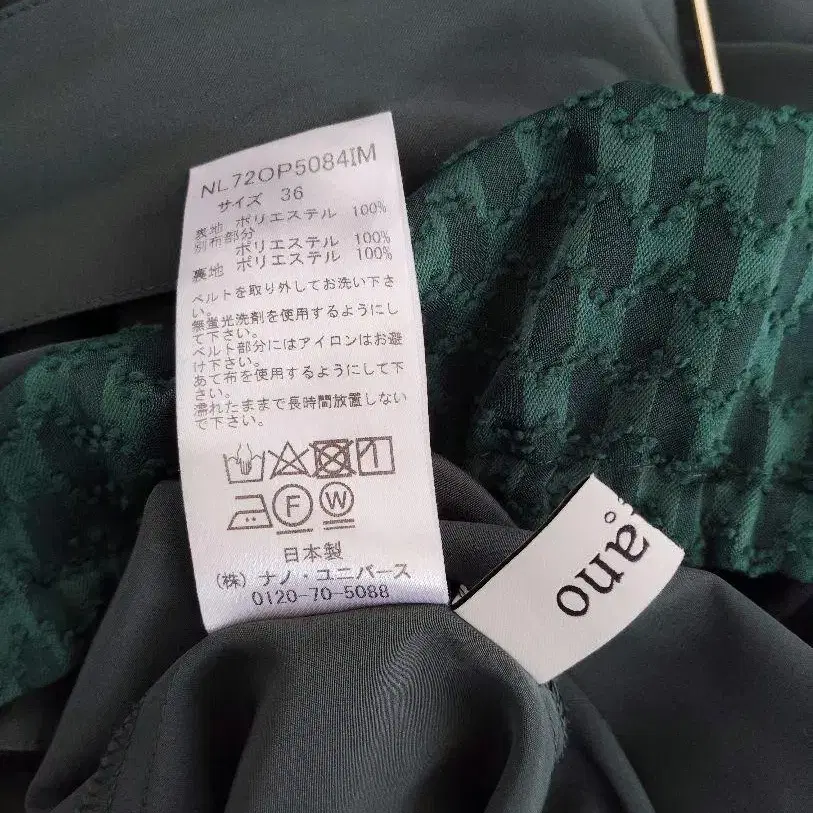 NL72OP5084IM
サイズ 36
表地 ポリエステル 100%
別布部分
ポリエステル 100%
裏地 ポリエステル 100%
ベルトを取り外してお洗い下さ
い。
無蛍光洗剤を使用するようにし
て下さい。
ベルト部分にはアイロンはお避
け下さい。
あて布を使用するようにして下
さい。
濡れたままで長時間放置しない
で下さい。
F W
日本製
(株) ナノ・ユニバース
0120-70-5088
ano